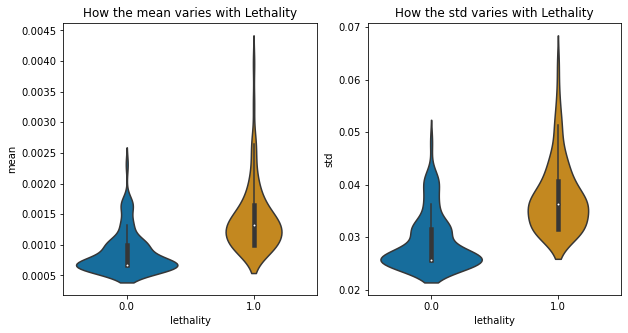 How the mean varies with Lethality
0.0045
0.0040
0.0035
0.0030
0.0025
0.0020
0.0015
0.0010
0.0005
mean
0.0 1.0
lethality
How the std varies with Lethality
0.07
0.06
0.05
0.04
0.03
0.02
std
0.0 1.0
lethality